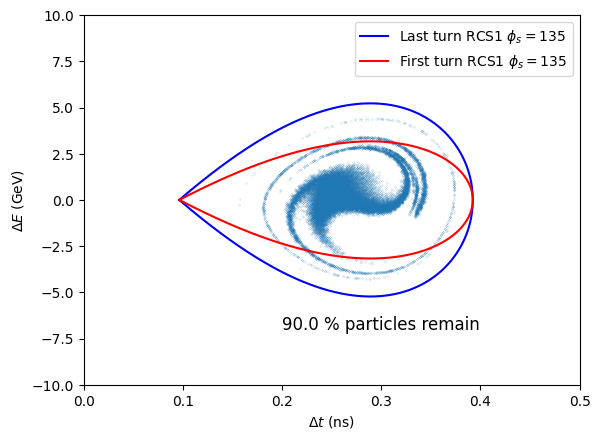 10.0
7.5
5.0
2.5
0.0
−2.5
−5.0
−7.5
−10.0
ΔE (GeV)
Last turn RCS1 ϕs = 135
First turn RCS1 ϕs = 135
90.0 % particles remain
0.0 0.1 0.2 0.3 0.4 0.5
Δt (ns)